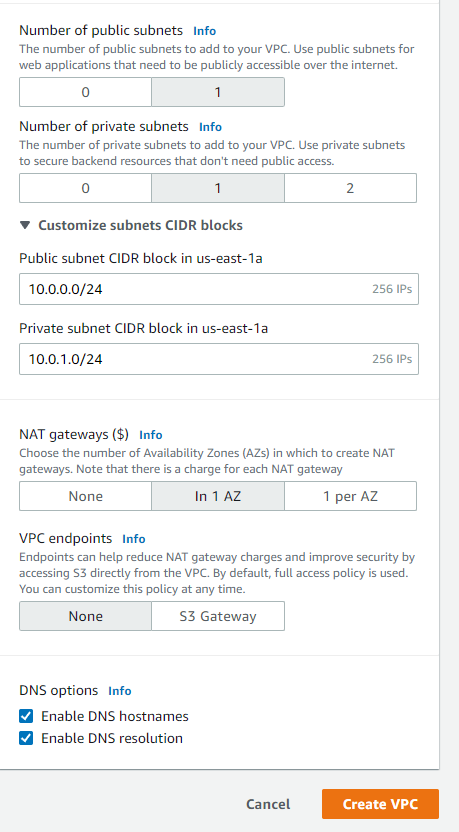 Number of public subnets Info
The number of public subnets to add to your VPC. Use public subnets for
web applications that need to be publicly accessible over the internet.
0 1
Number of private subnets Info
The number of private subnets to add to your VPC. Use private subnets
to secure backend resources that don't need public access.
0 1 2
Customize subnets CIDR blocks
Public subnet CIDR block in us-east-1a
10.0.0.0/24 256 IPs
Private subnet CIDR block in us-east-1a
10.0.1.0/24 256 IPs
NAT gateways ($) Info
Choose the number of Availability Zones (AZs) in which to create NAT
gateways. Note that there is a charge for each NAT gateway
None In 1 AZ 1 per AZ
VPC endpoints Info
Endpoints can help reduce NAT gateway charges and improve security by
accessing S3 directly from the VPC. By default, full access policy is used.
You can customize this policy at any time.
None S3 Gateway
DNS options Info
Enable DNS hostnames
Enable DNS resolution
Cancel Create VPC